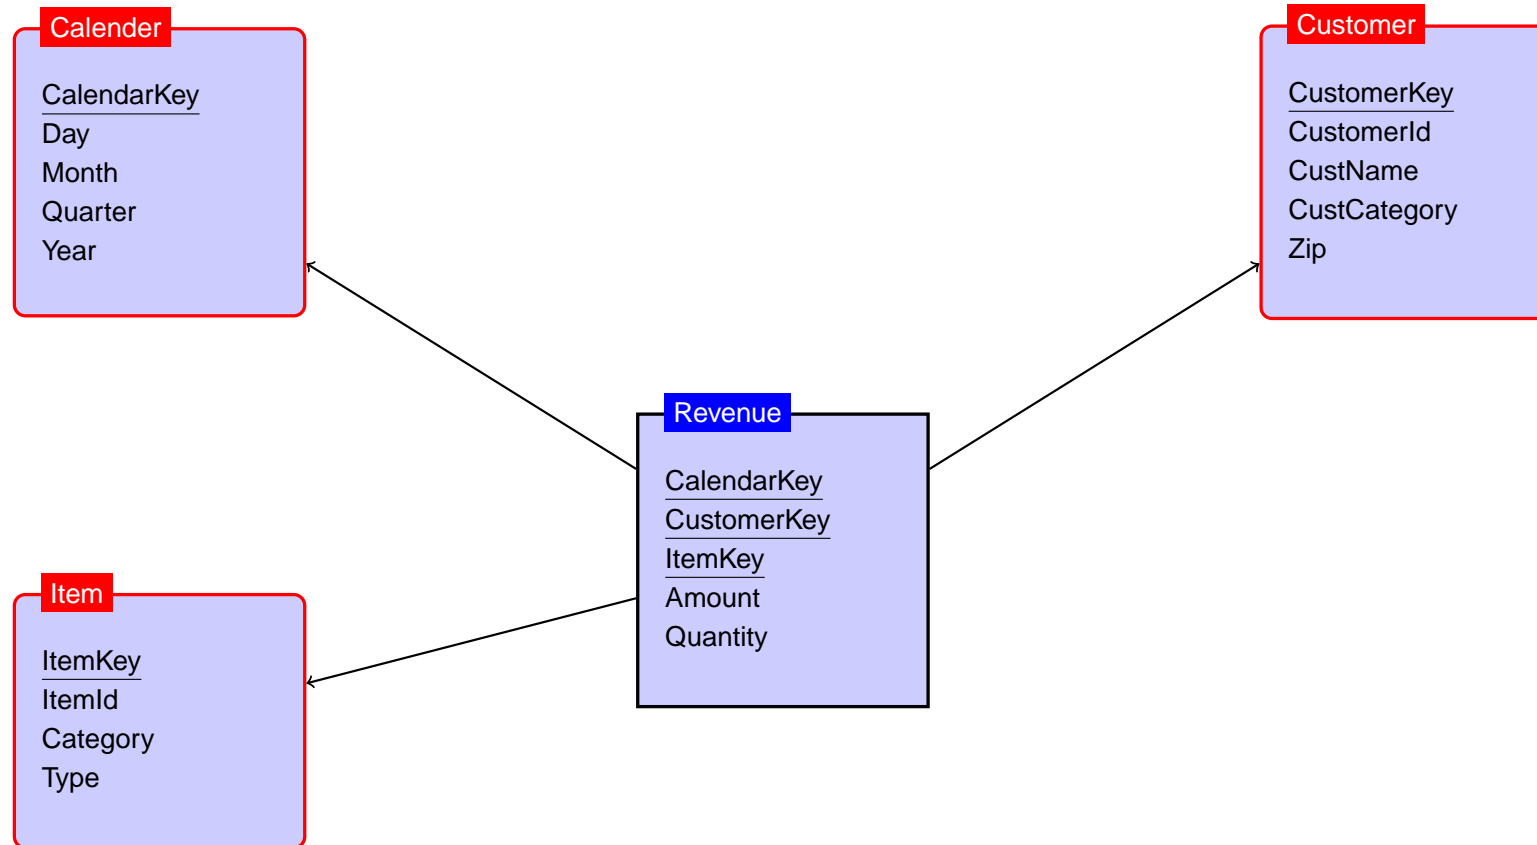 Calender
CalendarKey
Day
Month
Quarter
Year
Customer
CustomerKey
CustomerId
CustName
CustCategory
Zip
Revenue
CalendarKey
CustomerKey
ItemKey
Amount
Quantity
Item
ItemKey
ItemId
Category
Type